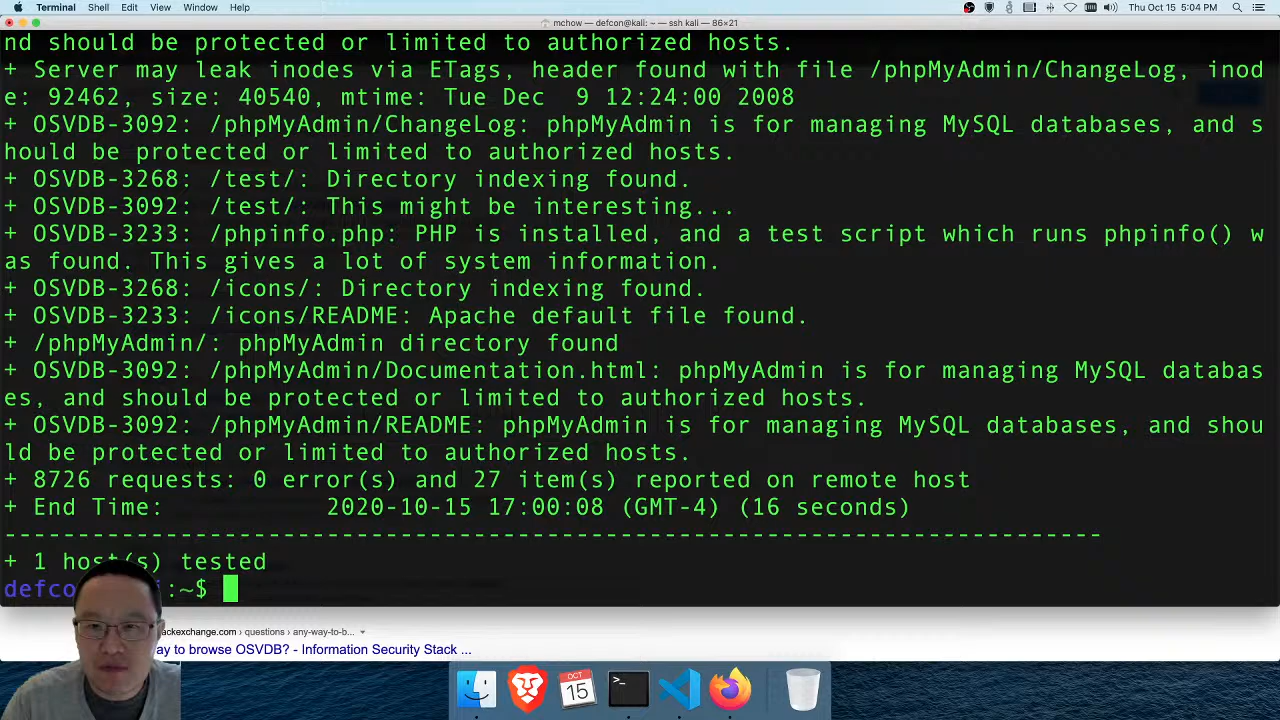 Terminal Shell Edit View Window Help Thu Oct 15 5:04 PM
mchow — defcon@kali: ~ — ssh kali — 86×21
nd should be protected or limited to authorized hosts.
+ Server may leak inodes via ETags, header found with file /phpMyAdmin/ChangeLog, inod
e: 92462, size: 40540, mtime: Tue Dec  9 12:24:00 2008
+ OSVDB-3092: /phpMyAdmin/ChangeLog: phpMyAdmin is for managing MySQL databases, and s
hould be protected or limited to authorized hosts.
+ OSVDB-3268: /test/: Directory indexing found.
+ OSVDB-3092: /test/: This might be interesting...
+ OSVDB-3233: /phpinfo.php: PHP is installed, and a test script which runs phpinfo() w
as found. This gives a lot of system information.
+ OSVDB-3268: /icons/: Directory indexing found.
+ OSVDB-3233: /icons/README: Apache default file found.
+ /phpMyAdmin/: phpMyAdmin directory found
+ OSVDB-3092: /phpMyAdmin/Documentation.html: phpMyAdmin is for managing MySQL databas
es, and should be protected or limited to authorized hosts.
+ OSVDB-3092: /phpMyAdmin/README: phpMyAdmin is for managing MySQL databases, and shou
ld be protected or limited to authorized hosts.
+ 8726 requests: 0 error(s) and 27 item(s) reported on remote host
+ End Time:           2020-10-15 17:00:08 (GMT-4) (16 seconds)
---------------------------------------------------------------------------
+ 1 host(s) tested
defco i:~$
ackexchange.com › questions › any-way-to-b...
ay to browse OSVDB? - Information Security Stack ...
OCT
15
>_